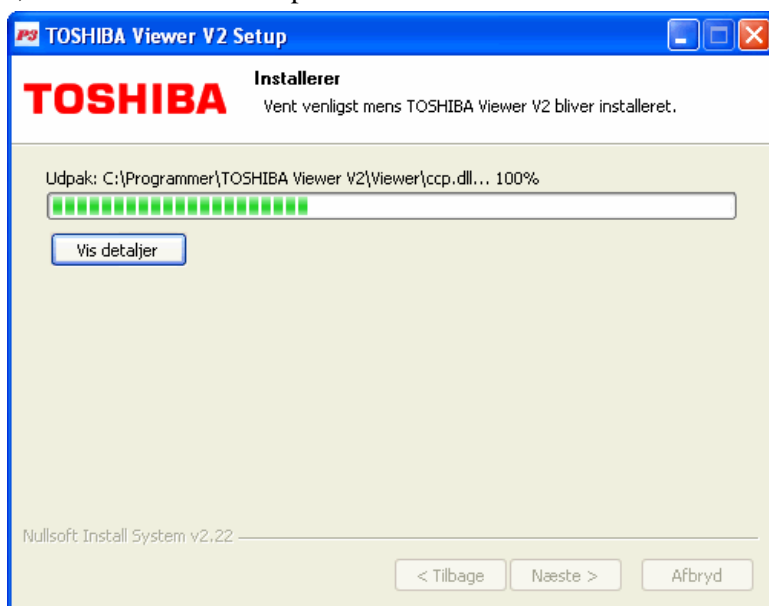 P3 TOSHIBA Viewer V2 Setup
TOSHIBA
Installerer
Vent venligst mens TOSHIBA Viewer V2 bliver installeret.
Udpak: C:\Programmer\TOSHIBA Viewer V2\Viewer\ccp.dll... 100%
Vis detaljer
Nullsoft Install System v2.22
< Tilbage
Næste >
Afbryd